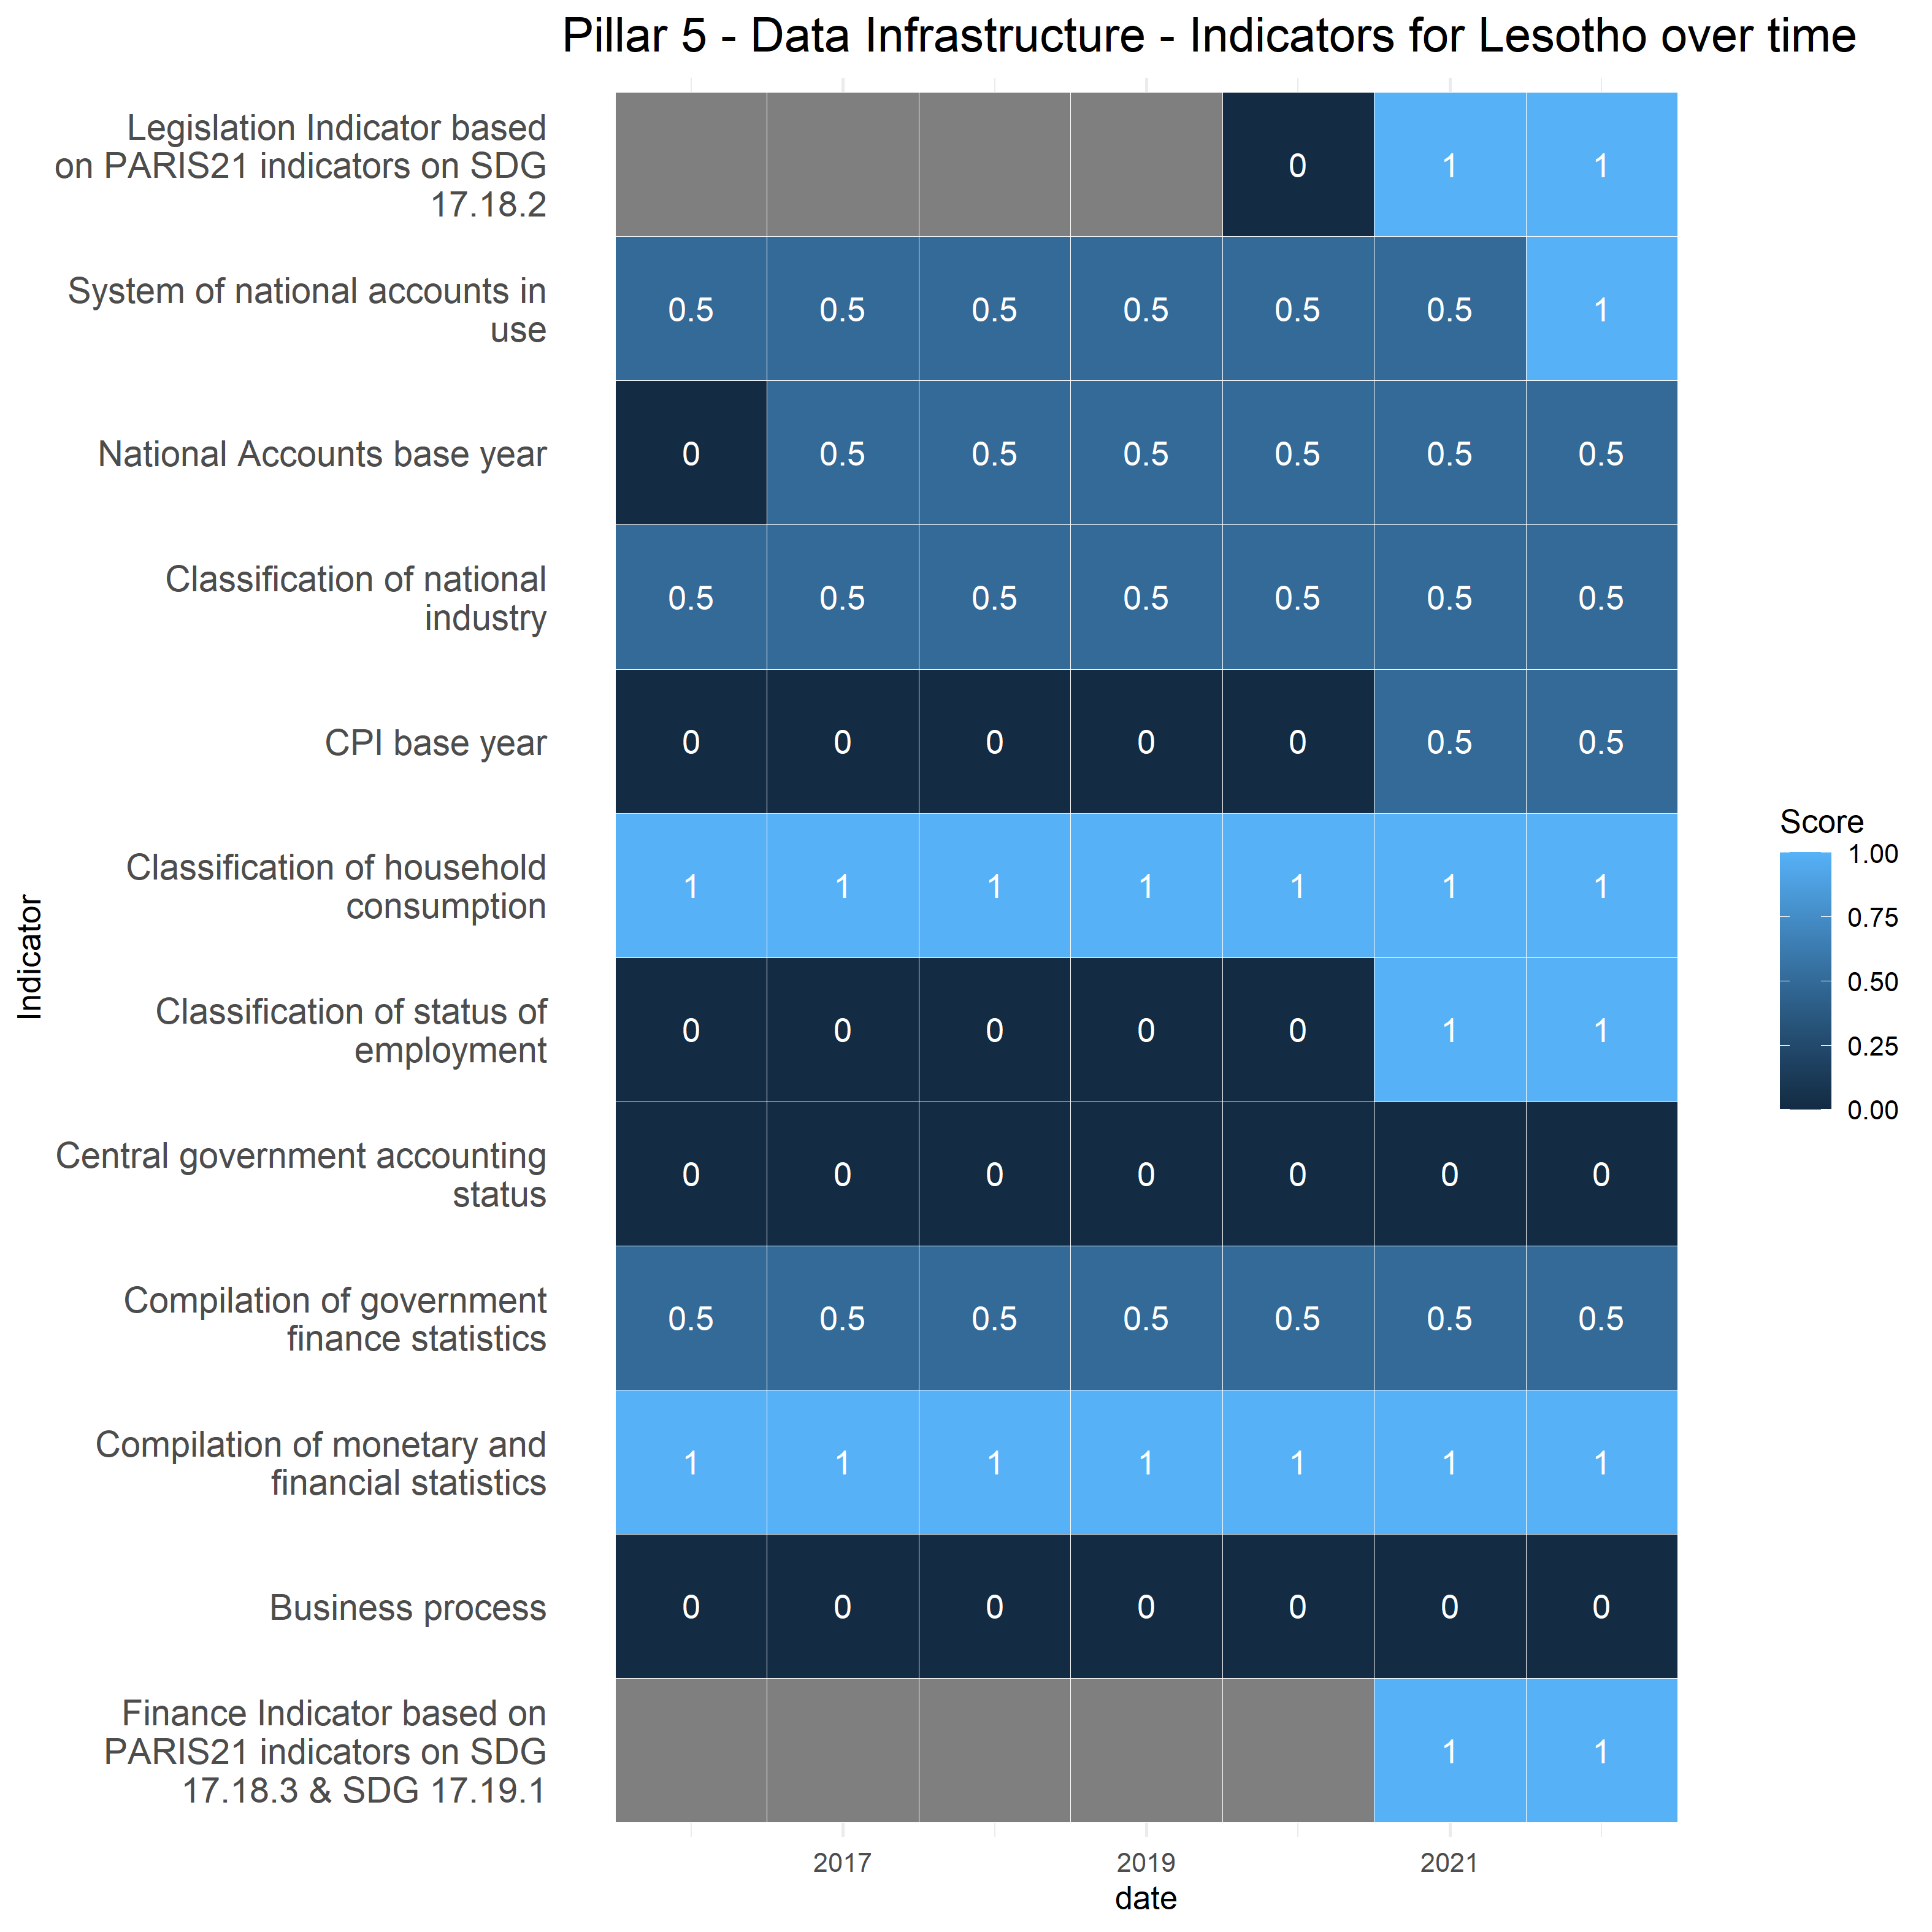 Pillar 5 - Data Infrastructure - Indicators for Lesotho over time
Legislation Indicator based
on PARIS21 indicators on SDG
17.18.2
0 1 1
System of national accounts in
use
0.5 0.5 0.5 0.5 0.5 0.5 1
National Accounts base year
0 0.5 0.5 0.5 0.5 0.5 0.5
Classification of national
industry
0.5 0.5 0.5 0.5 0.5 0.5 0.5
CPI base year
0 0 0 0 0 0.5 0.5
Classification of household
consumption
1 1 1 1 1 1 1
Classification of status of
employment
0 0 0 0 0 1 1
Central government accounting
status
0 0 0 0 0 0 0
Compilation of government
finance statistics
0.5 0.5 0.5 0.5 0.5 0.5 0.5
Compilation of monetary and
financial statistics
1 1 1 1 1 1 1
Business process
0 0 0 0 0 0 0
Finance Indicator based on
PARIS21 indicators on SDG
17.18.3 & SDG 17.19.1
1 1
Indicator
2017 2019 2021
date
Score
1.00
0.75
0.50
0.25
0.00